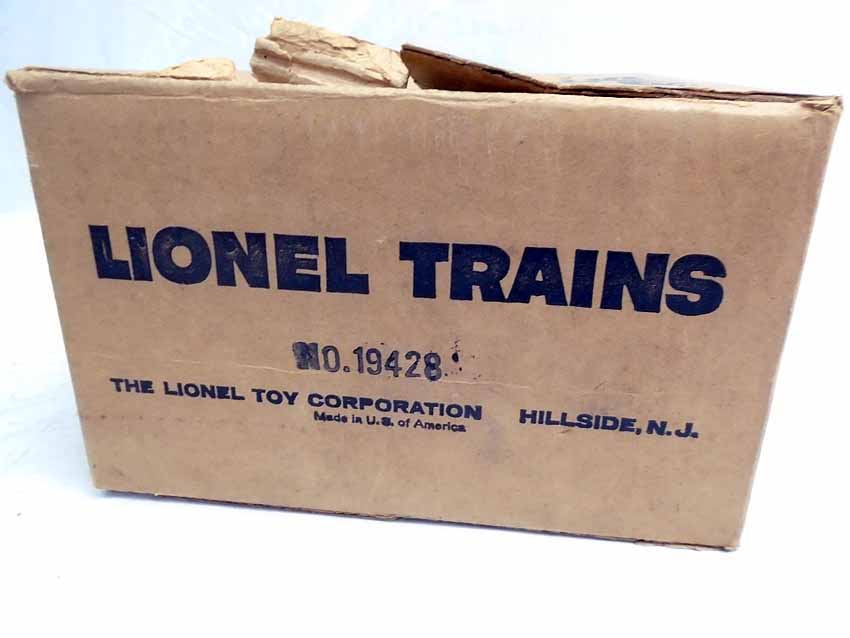 LIONEL TRAINS
NO.19428
THE LIONEL TOY CORPORATION HILLSIDE, N.J.
Made in U.S. of America